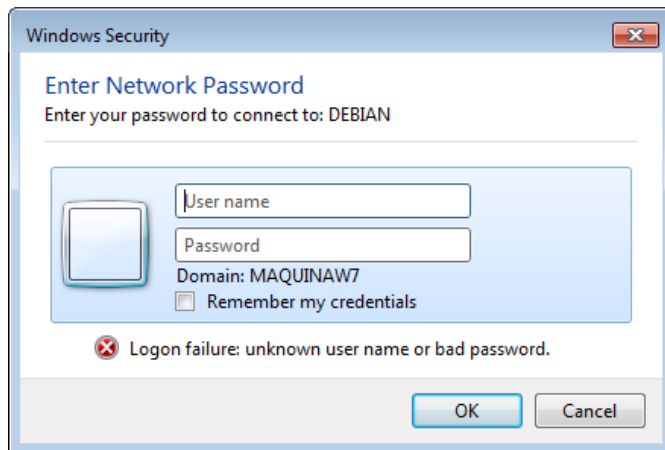 Windows Security
Enter Network Password
Enter your password to connect to: DEBIAN
User name
Password
Domain: MAQUINAW7
Remember my credentials
Logon failure: unknown user name or bad password.
OK Cancel